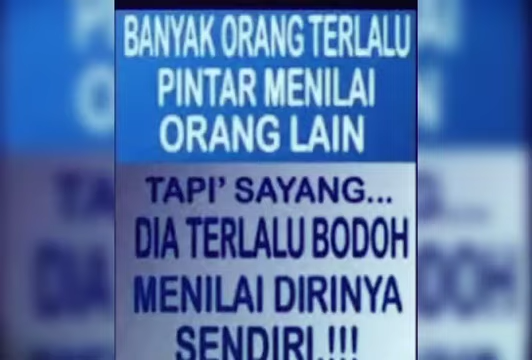 BANYAK ORANG TERLALU
PINTAR MENILAI
ORANG LAIN
TAPI' SAYANG...
DIA TERLALU BODOH
MENILAI DIRINYA
SENDIRI.!!!